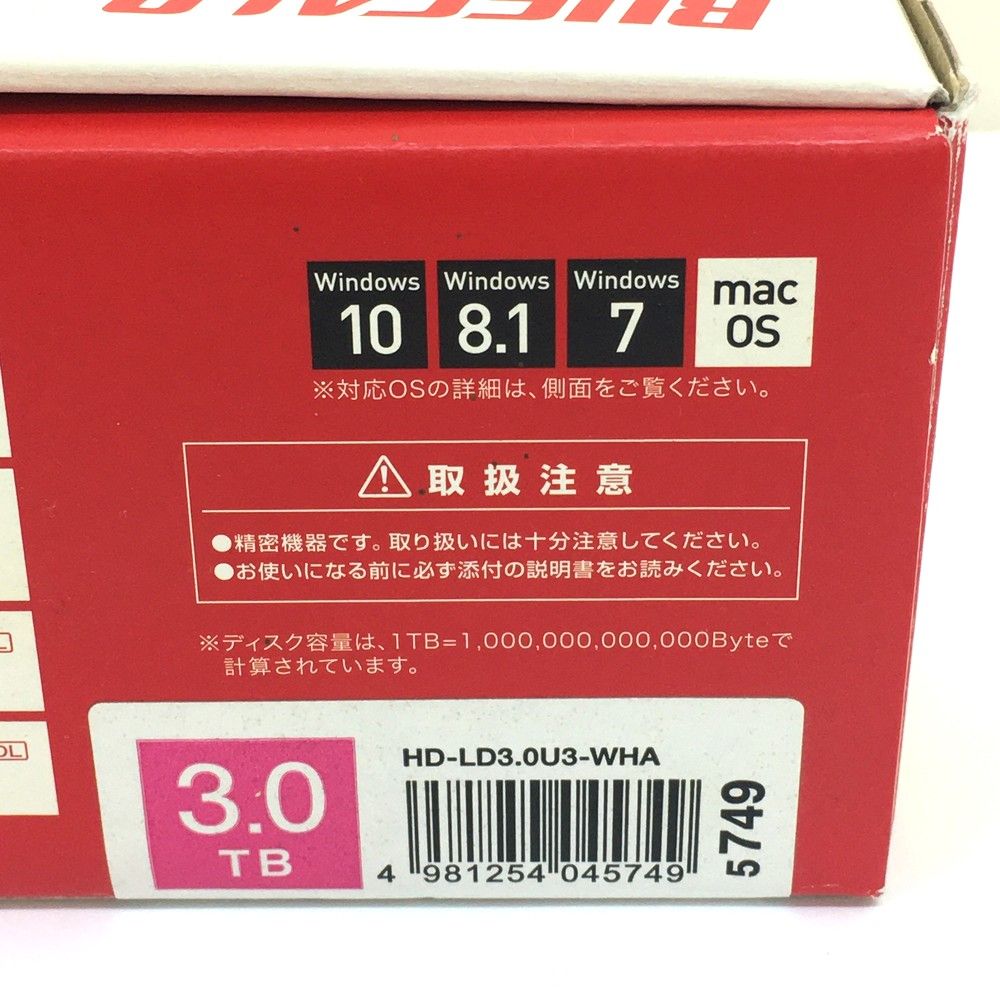 BUFFALO
Windows 10
Windows 8.1
Windows 7
mac OS
※対応OSの詳細は、側面をご覧ください。
取扱注意
●精密機器です。取り扱いには十分注意してください。
●お使いになる前に必ず添付の説明書をお読みください。
※ディスク容量は、1TB=1,000,000,000,000Byteで
計算されています。
3.0
TB
HD-LD3.0U3-WHA
4 981254 045749
5749